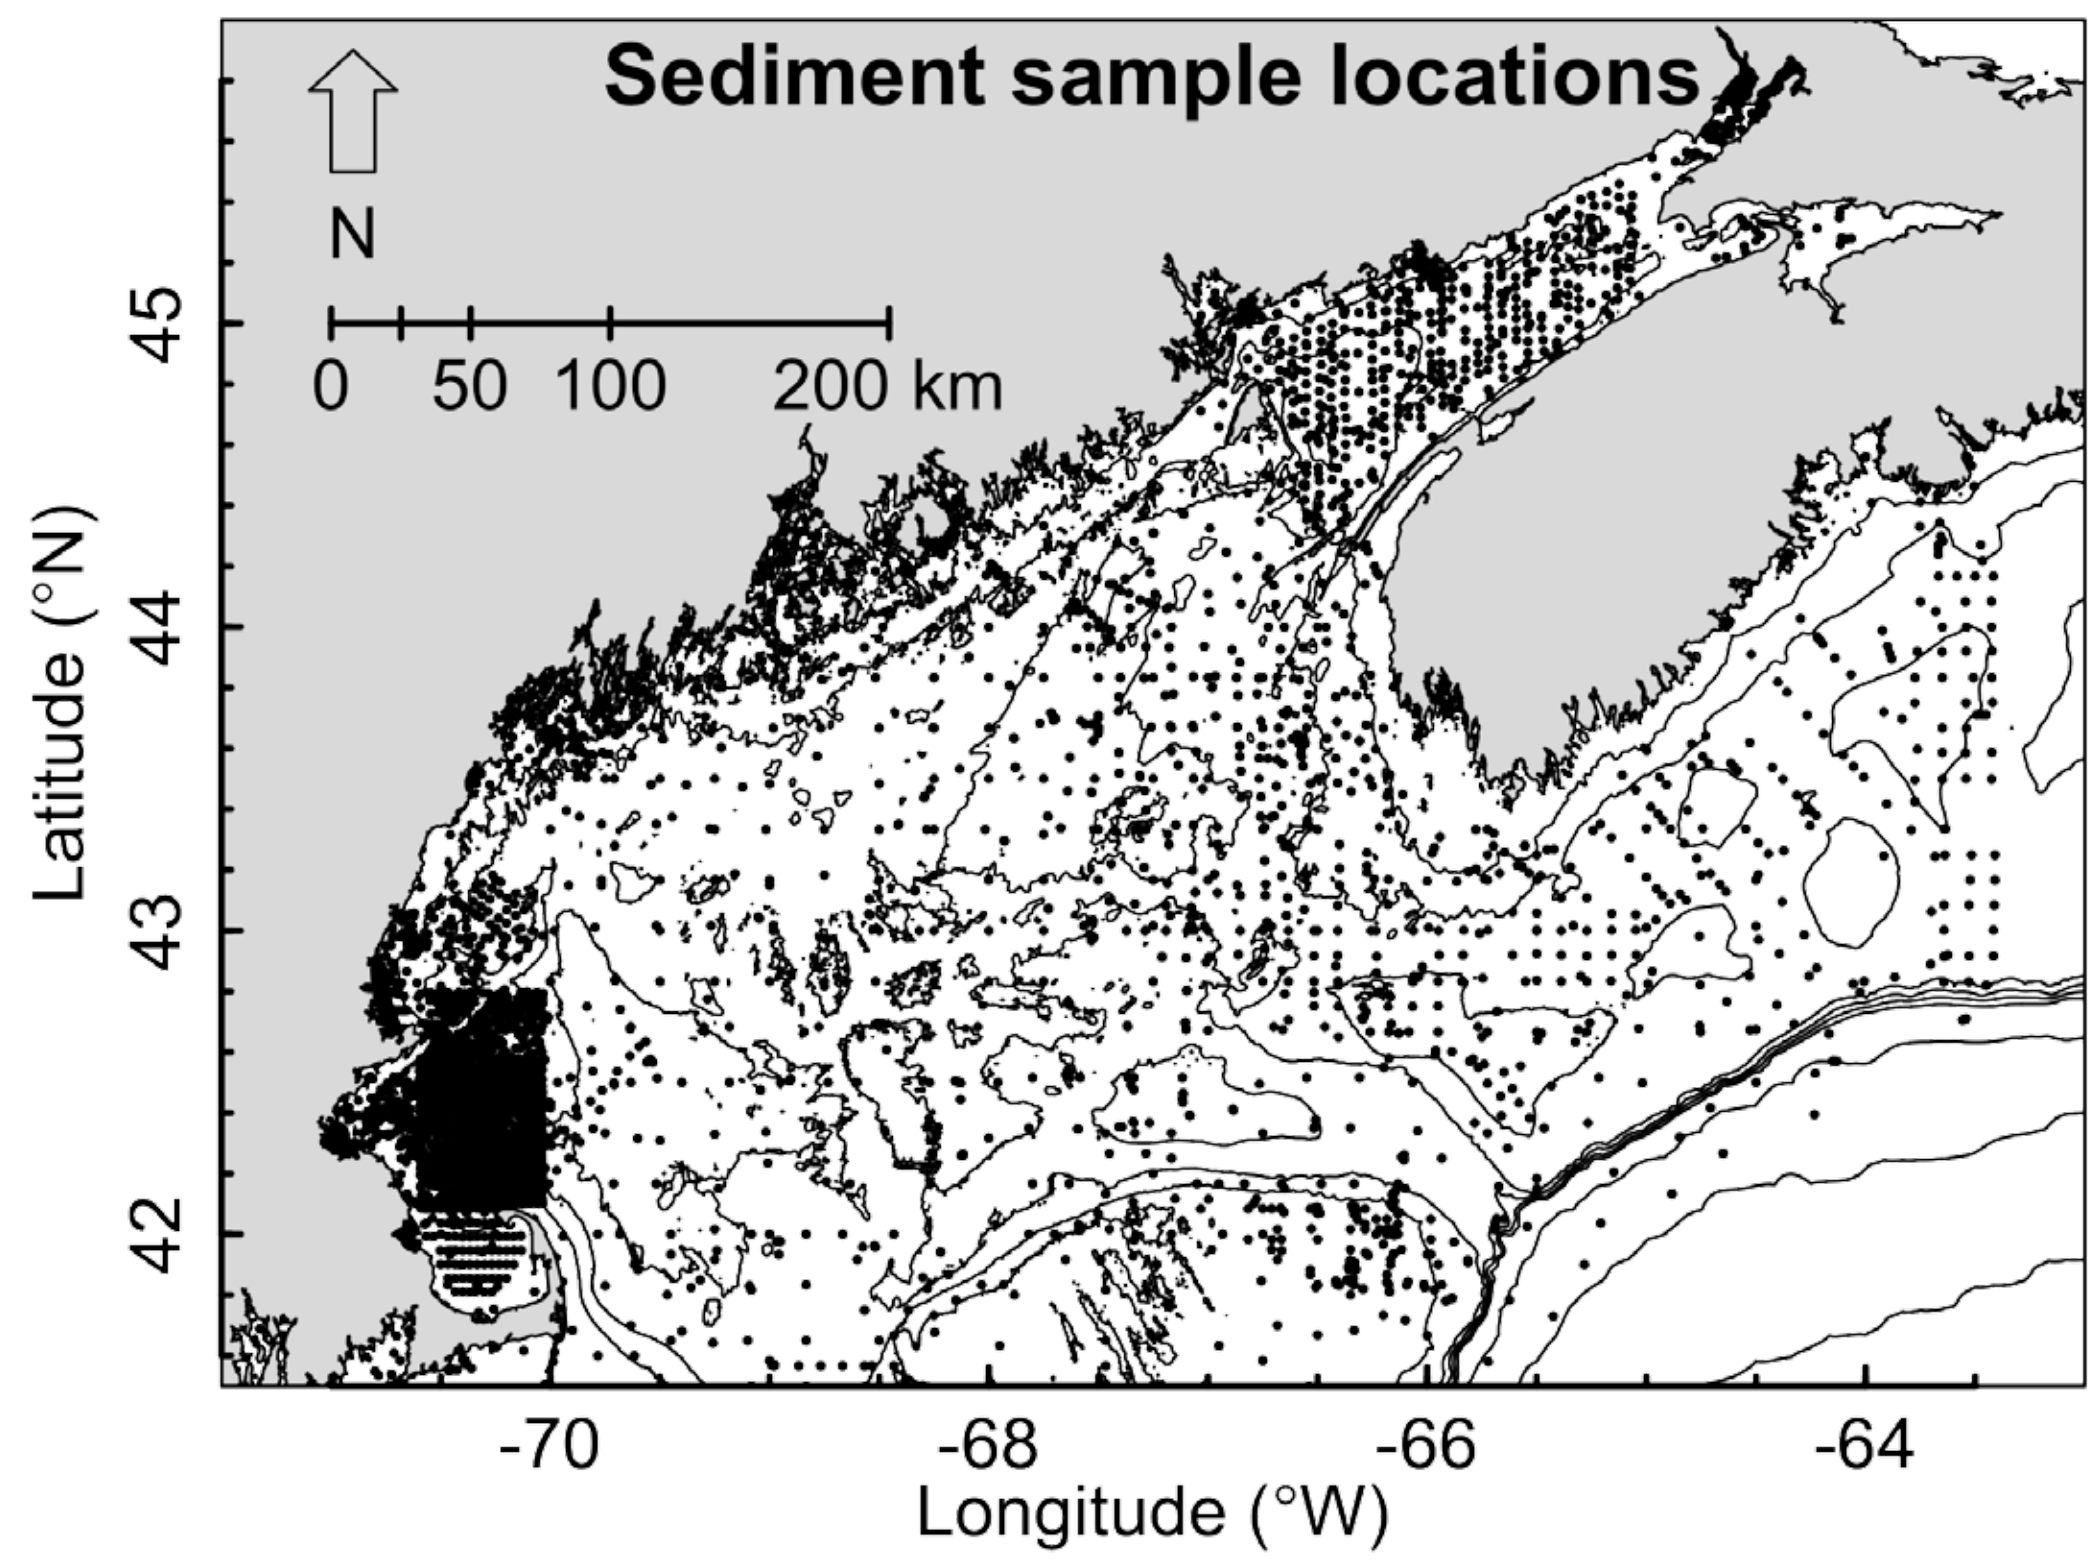 Sediment sample locations
N
0 50 100 200 km
45
44
43
42
Latitude (°N)
-70 -68 -66 -64
Longitude (°W)